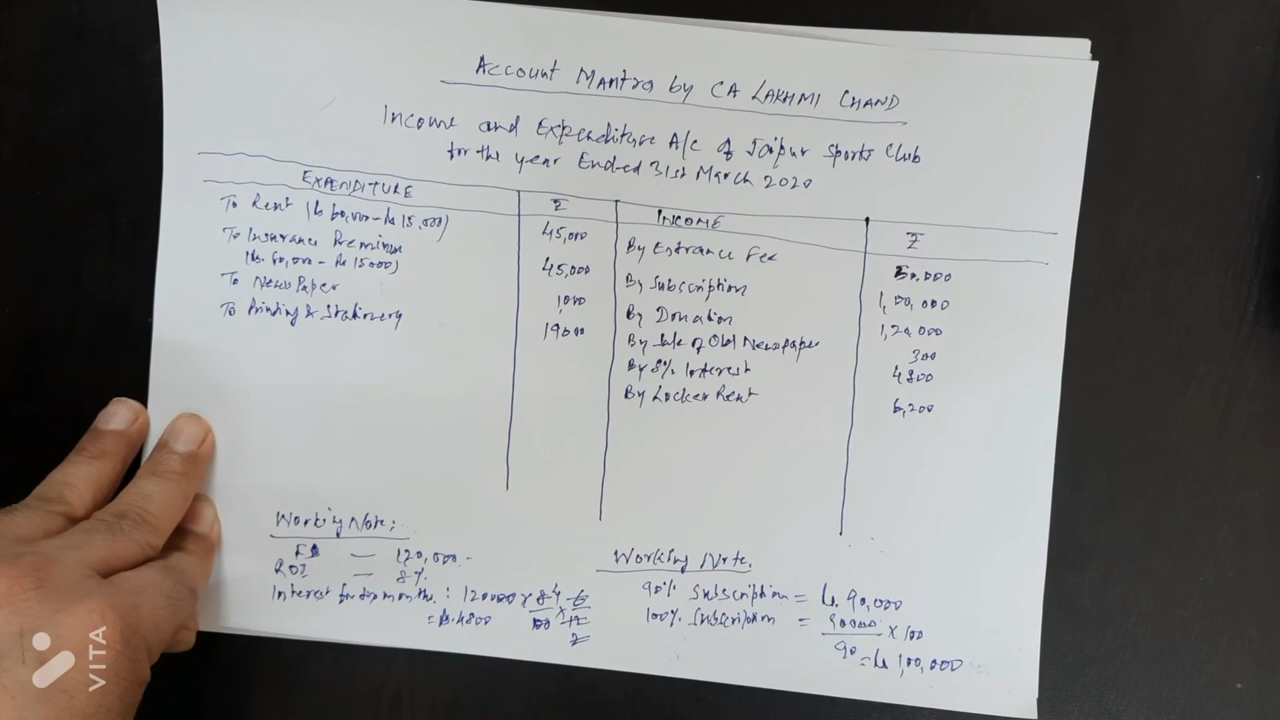 Account Mantra by CA LAKHMI CHAND
Income and Expenditure A/c of Jaipur Sports Club
for the year Ended 31st March 2020
EXPENDITURE ₹ INCOME ₹
To Rent (Rs 60,000 - Rs 15,000) 45,000
To Insurance Premium
(Rs. 60,000 - Rs 15000) 45,000
To NewsPaper 1,000
To Printing & Stationery 19000
By Entrance Fee 50,000
By Subscription 1,00,000
By Donation 1,20,000
By Sale of Old Newspaper 300
By 8% Interest 4800
By Locker Rent 6,200
Working Note:
FD — 120,000.-
ROI — 8%
Interest for six months : 120000 x 8 4 x 6
= Rs. 4800 100 12
2
Working Note.
90% Subscription = Rs. 90,000
100% Subscription = 90000 x 100
90
= Rs 1,00,000
VITA